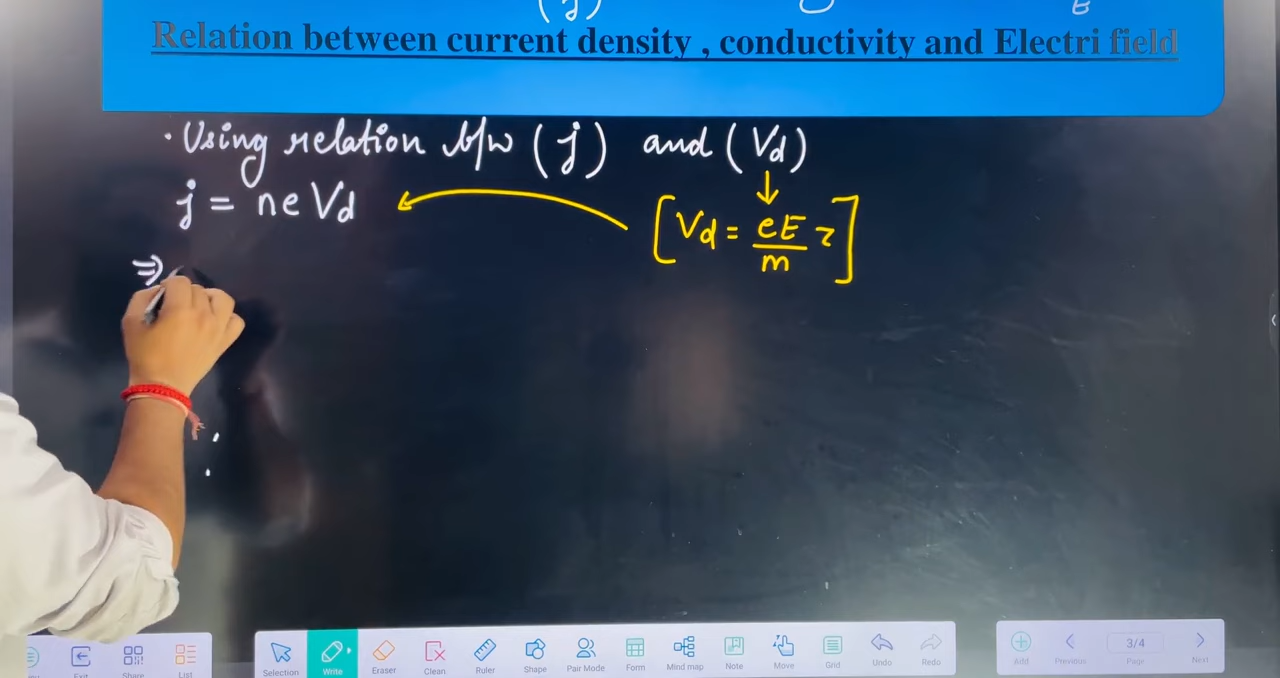 (j) E
Relation between current density , conductivity and Electri field
· Using relation b/w (j) and (Vd)
↓
j = neVd [Vd = eE/m τ]
⇒
Exit Share List Selection Write Eraser Clean Ruler Shape Pair Mode Form Mind map Note Move Grid Undo Redo Add Previous 3/4 Page Next